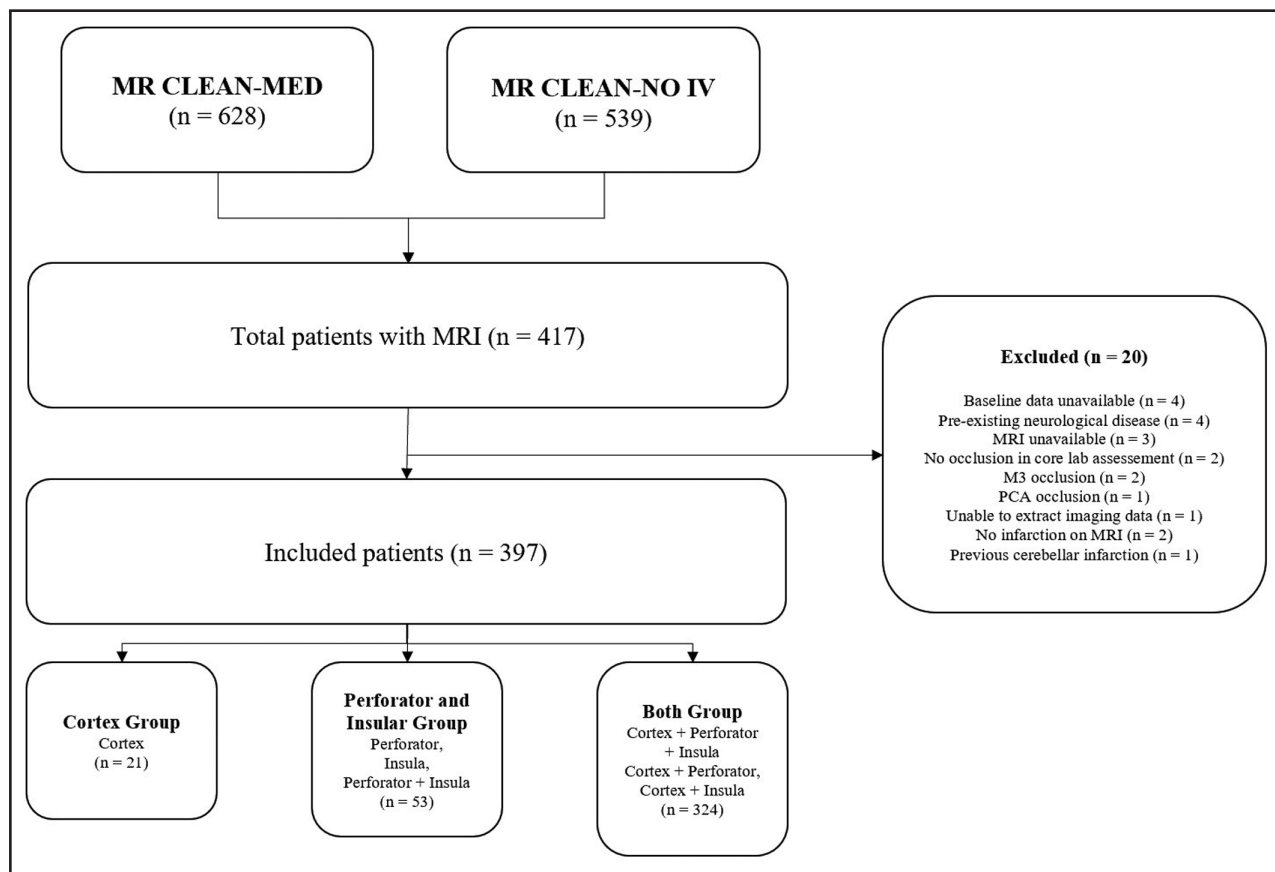 MR CLEAN-MED
(n = 628)
MR CLEAN-NO IV
(n = 539)
Total patients with MRI (n = 417)
Excluded (n = 20)
Baseline data unavailable (n = 4)
Pre-existing neurological disease (n = 4)
MRI unavailable (n = 3)
No occlusion in core lab assessement (n = 2)
M3 occlusion (n = 2)
PCA occlusion (n = 1)
Unable to extract imaging data (n = 1)
No infarction on MRI (n = 2)
Previous cerebellar infarction (n = 1)
Included patients (n = 397)
Cortex Group
Cortex
(n = 21)
Perforator and
Insular Group
Perforator,
Insula,
Perforator + Insula
(n = 53)
Both Group
Cortex + Perforator
+ Insula
Cortex + Perforator,
Cortex + Insula
(n = 324)